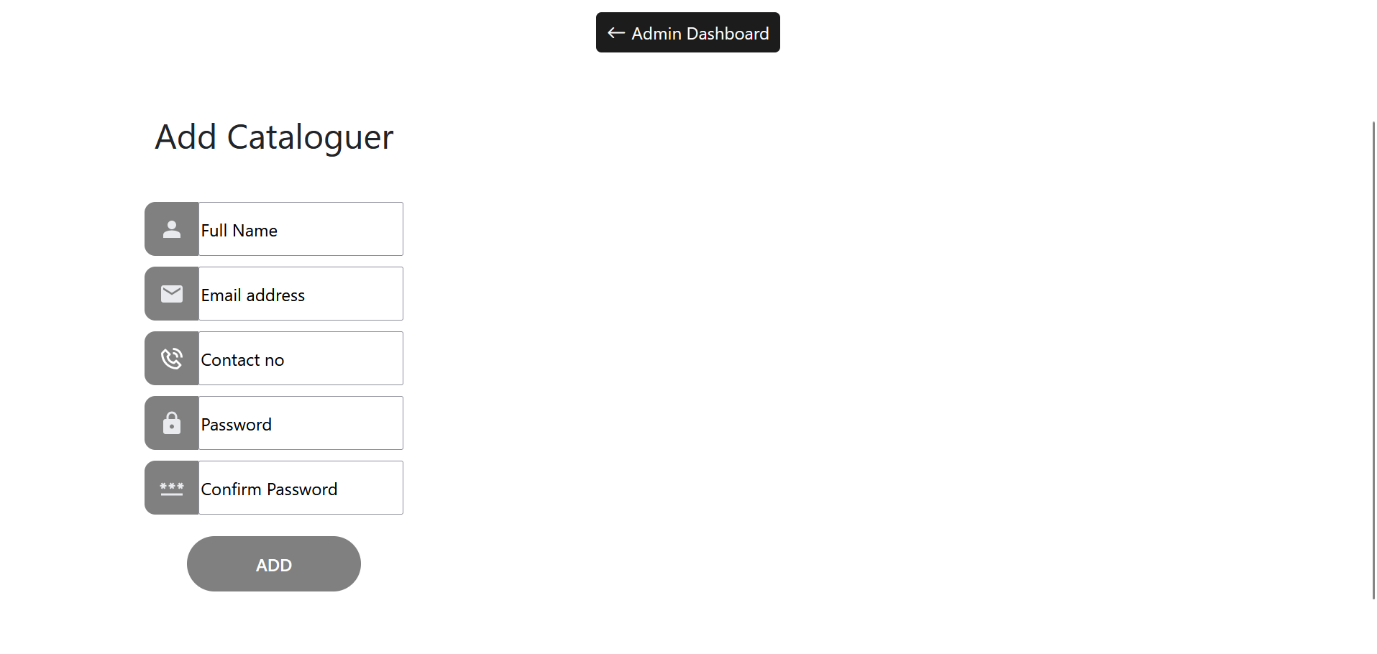 ← Admin Dashboard
Add Cataloguer
Full Name
Email address
Contact no
Password
Confirm Password
ADD